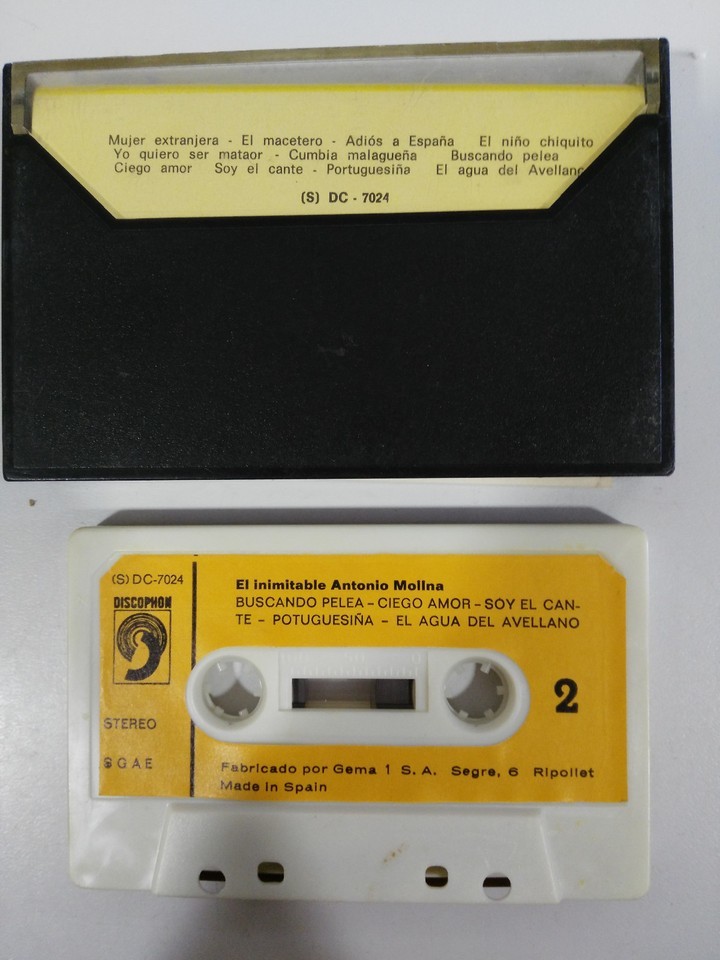 Mujer extranjera - El macetero - Adiós a España El niño chiquito
Yo quiero ser mataor - Cumbia malagueña Buscando pelea
Ciego amor Soy el cante - Portuguesiña El agua del Avellano
(S) DC - 7024
(S) DC-7024
DISCOPHON
STEREO
SGAE
El inimitable Antonio Mollna
BUSCANDO PELEA – CIEGO AMOR – SOY EL CAN-
TE – POTUGUESIÑA – EL AGUA DEL AVELLANO
2
Fabricado por Gema 1 S. A. Segre, 6 Ripollet
Made in Spain